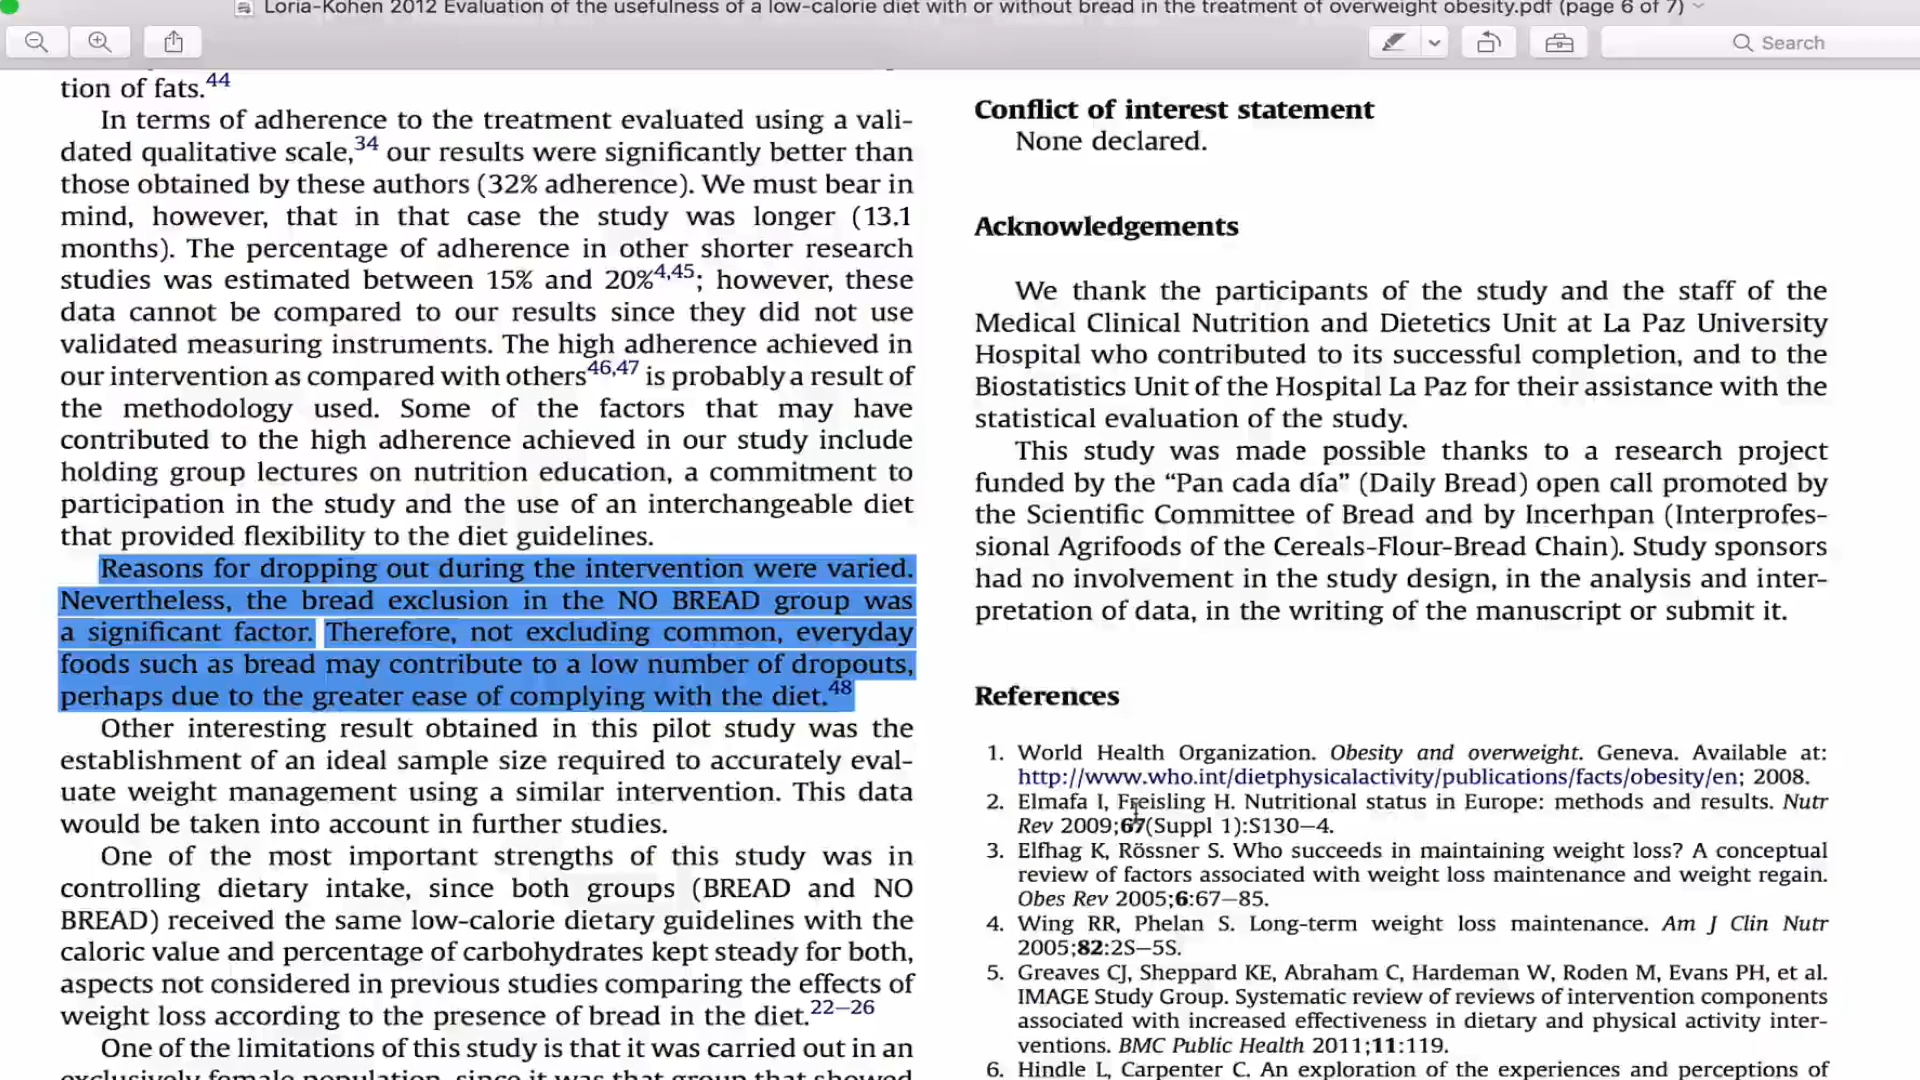 Loria-Kohen 2012 Evaluation of the usefulness of a low-calorie diet with or without bread in the treatment of overweight obesity.pdf (page 6 of 7)
Search
tion of fats.44
In terms of adherence to the treatment evaluated using a vali-
dated qualitative scale,34 our results were significantly better than
those obtained by these authors (32% adherence). We must bear in
mind, however, that in that case the study was longer (13.1
months). The percentage of adherence in other shorter research
studies was estimated between 15% and 20%4,45; however, these
data cannot be compared to our results since they did not use
validated measuring instruments. The high adherence achieved in
our intervention as compared with others46,47 is probably a result of
the methodology used. Some of the factors that may have
contributed to the high adherence achieved in our study include
holding group lectures on nutrition education, a commitment to
participation in the study and the use of an interchangeable diet
that provided flexibility to the diet guidelines.
Reasons for dropping out during the intervention were varied.
Nevertheless, the bread exclusion in the NO BREAD group was
a significant factor. Therefore, not excluding common, everyday
foods such as bread may contribute to a low number of dropouts,
perhaps due to the greater ease of complying with the diet.48
Other interesting result obtained in this pilot study was the
establishment of an ideal sample size required to accurately eval-
uate weight management using a similar intervention. This data
would be taken into account in further studies.
One of the most important strengths of this study was in
controlling dietary intake, since both groups (BREAD and NO
BREAD) received the same low-calorie dietary guidelines with the
caloric value and percentage of carbohydrates kept steady for both,
aspects not considered in previous studies comparing the effects of
weight loss according to the presence of bread in the diet.22–26
One of the limitations of this study is that it was carried out in an
exclusively female population, since it was that group that showed
Conflict of interest statement
None declared.
Acknowledgements
We thank the participants of the study and the staff of the
Medical Clinical Nutrition and Dietetics Unit at La Paz University
Hospital who contributed to its successful completion, and to the
Biostatistics Unit of the Hospital La Paz for their assistance with the
statistical evaluation of the study.
This study was made possible thanks to a research project
funded by the “Pan cada día” (Daily Bread) open call promoted by
the Scientific Committee of Bread and by Incerhpan (Interprofes-
sional Agrifoods of the Cereals-Flour-Bread Chain). Study sponsors
had no involvement in the study design, in the analysis and inter-
pretation of data, in the writing of the manuscript or submit it.
References
1. World Health Organization. Obesity and overweight. Geneva. Available at:
http://www.who.int/dietphysicalactivity/publications/facts/obesity/en; 2008.
2. Elmafa I, Freisling H. Nutritional status in Europe: methods and results. Nutr
Rev 2009;67(Suppl 1):S130–4.
3. Elfhag K, Rössner S. Who succeeds in maintaining weight loss? A conceptual
review of factors associated with weight loss maintenance and weight regain.
Obes Rev 2005;6:67–85.
4. Wing RR, Phelan S. Long-term weight loss maintenance. Am J Clin Nutr
2005;82:2S–5S.
5. Greaves CJ, Sheppard KE, Abraham C, Hardeman W, Roden M, Evans PH, et al.
IMAGE Study Group. Systematic review of reviews of intervention components
associated with increased effectiveness in dietary and physical activity inter-
ventions. BMC Public Health 2011;11:119.
6. Hindle L, Carpenter C. An exploration of the experiences and perceptions of